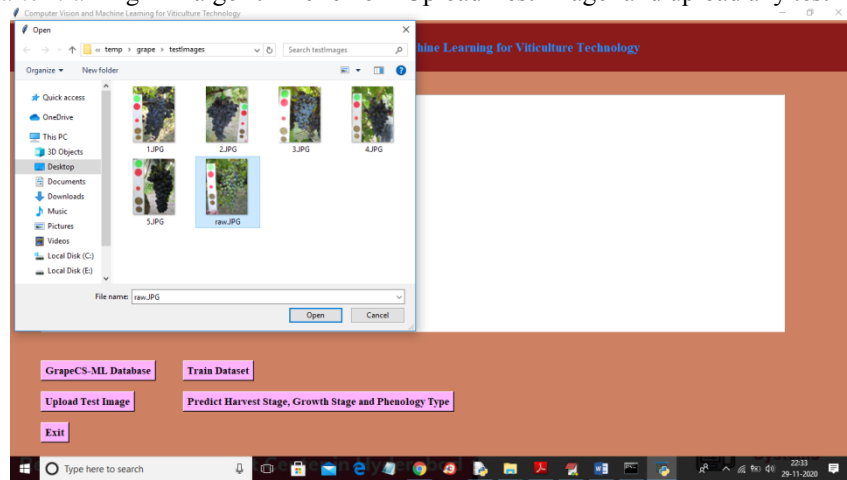 Computer Vision and Machine Learning for Viticulture Technology
Open
hine Learning for Viticulture Technology
temp > grape > testImages
Search testImages
Organize
New folder
Quick access
OneDrive
This PC
3D Objects
Desktop
Documents
Downloads
Music
Pictures
Videos
Local Disk (C:)
Local Disk (E:)
1.JPG
2.JPG
3.JPG
4.JPG
5.JPG
raw.JPG
File name:
raw.JPG
Open
Cancel
GrapeCS-ML Database
Train Dataset
Upload Test Image
Predict Harvest Stage, Growth Stage and Phenology Type
Exit
Type here to search
22:33
29-11-2020